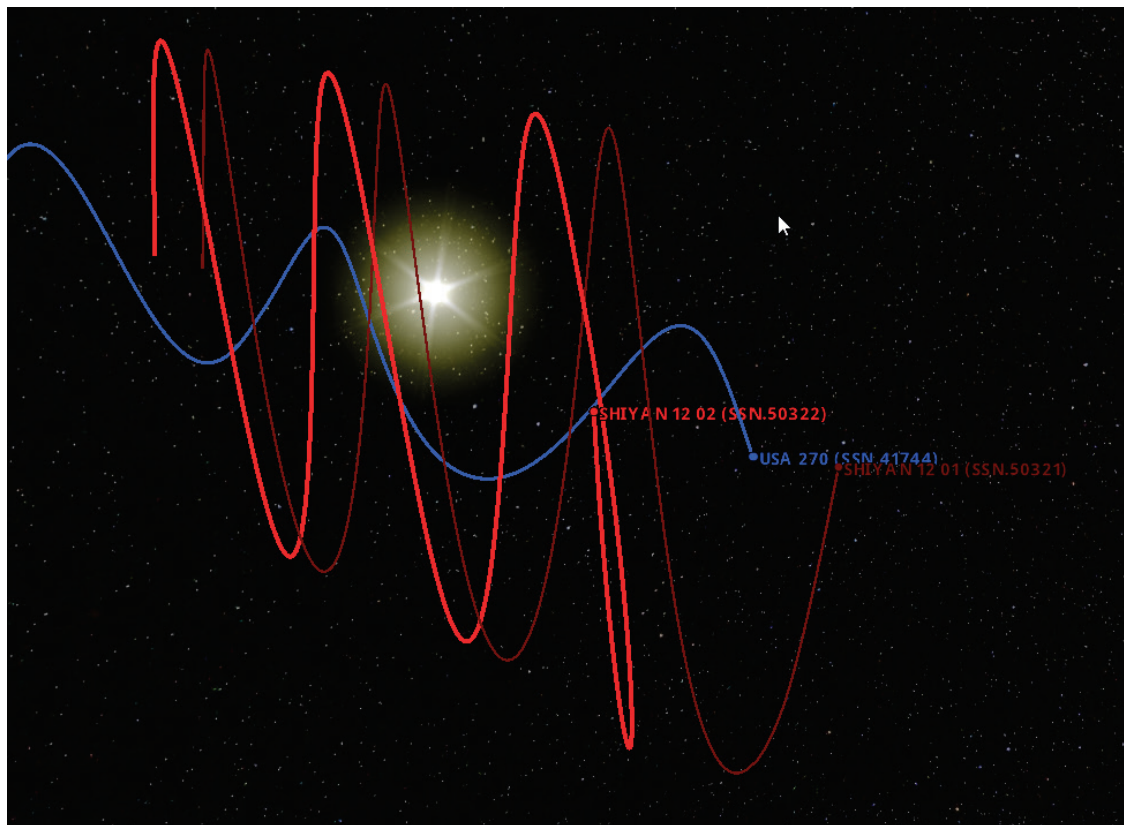 SHIYAN 12 02 (SSN.50322)
USA 270 (SSN.41744)
SHIYAN 12 01 (SSN.50321)